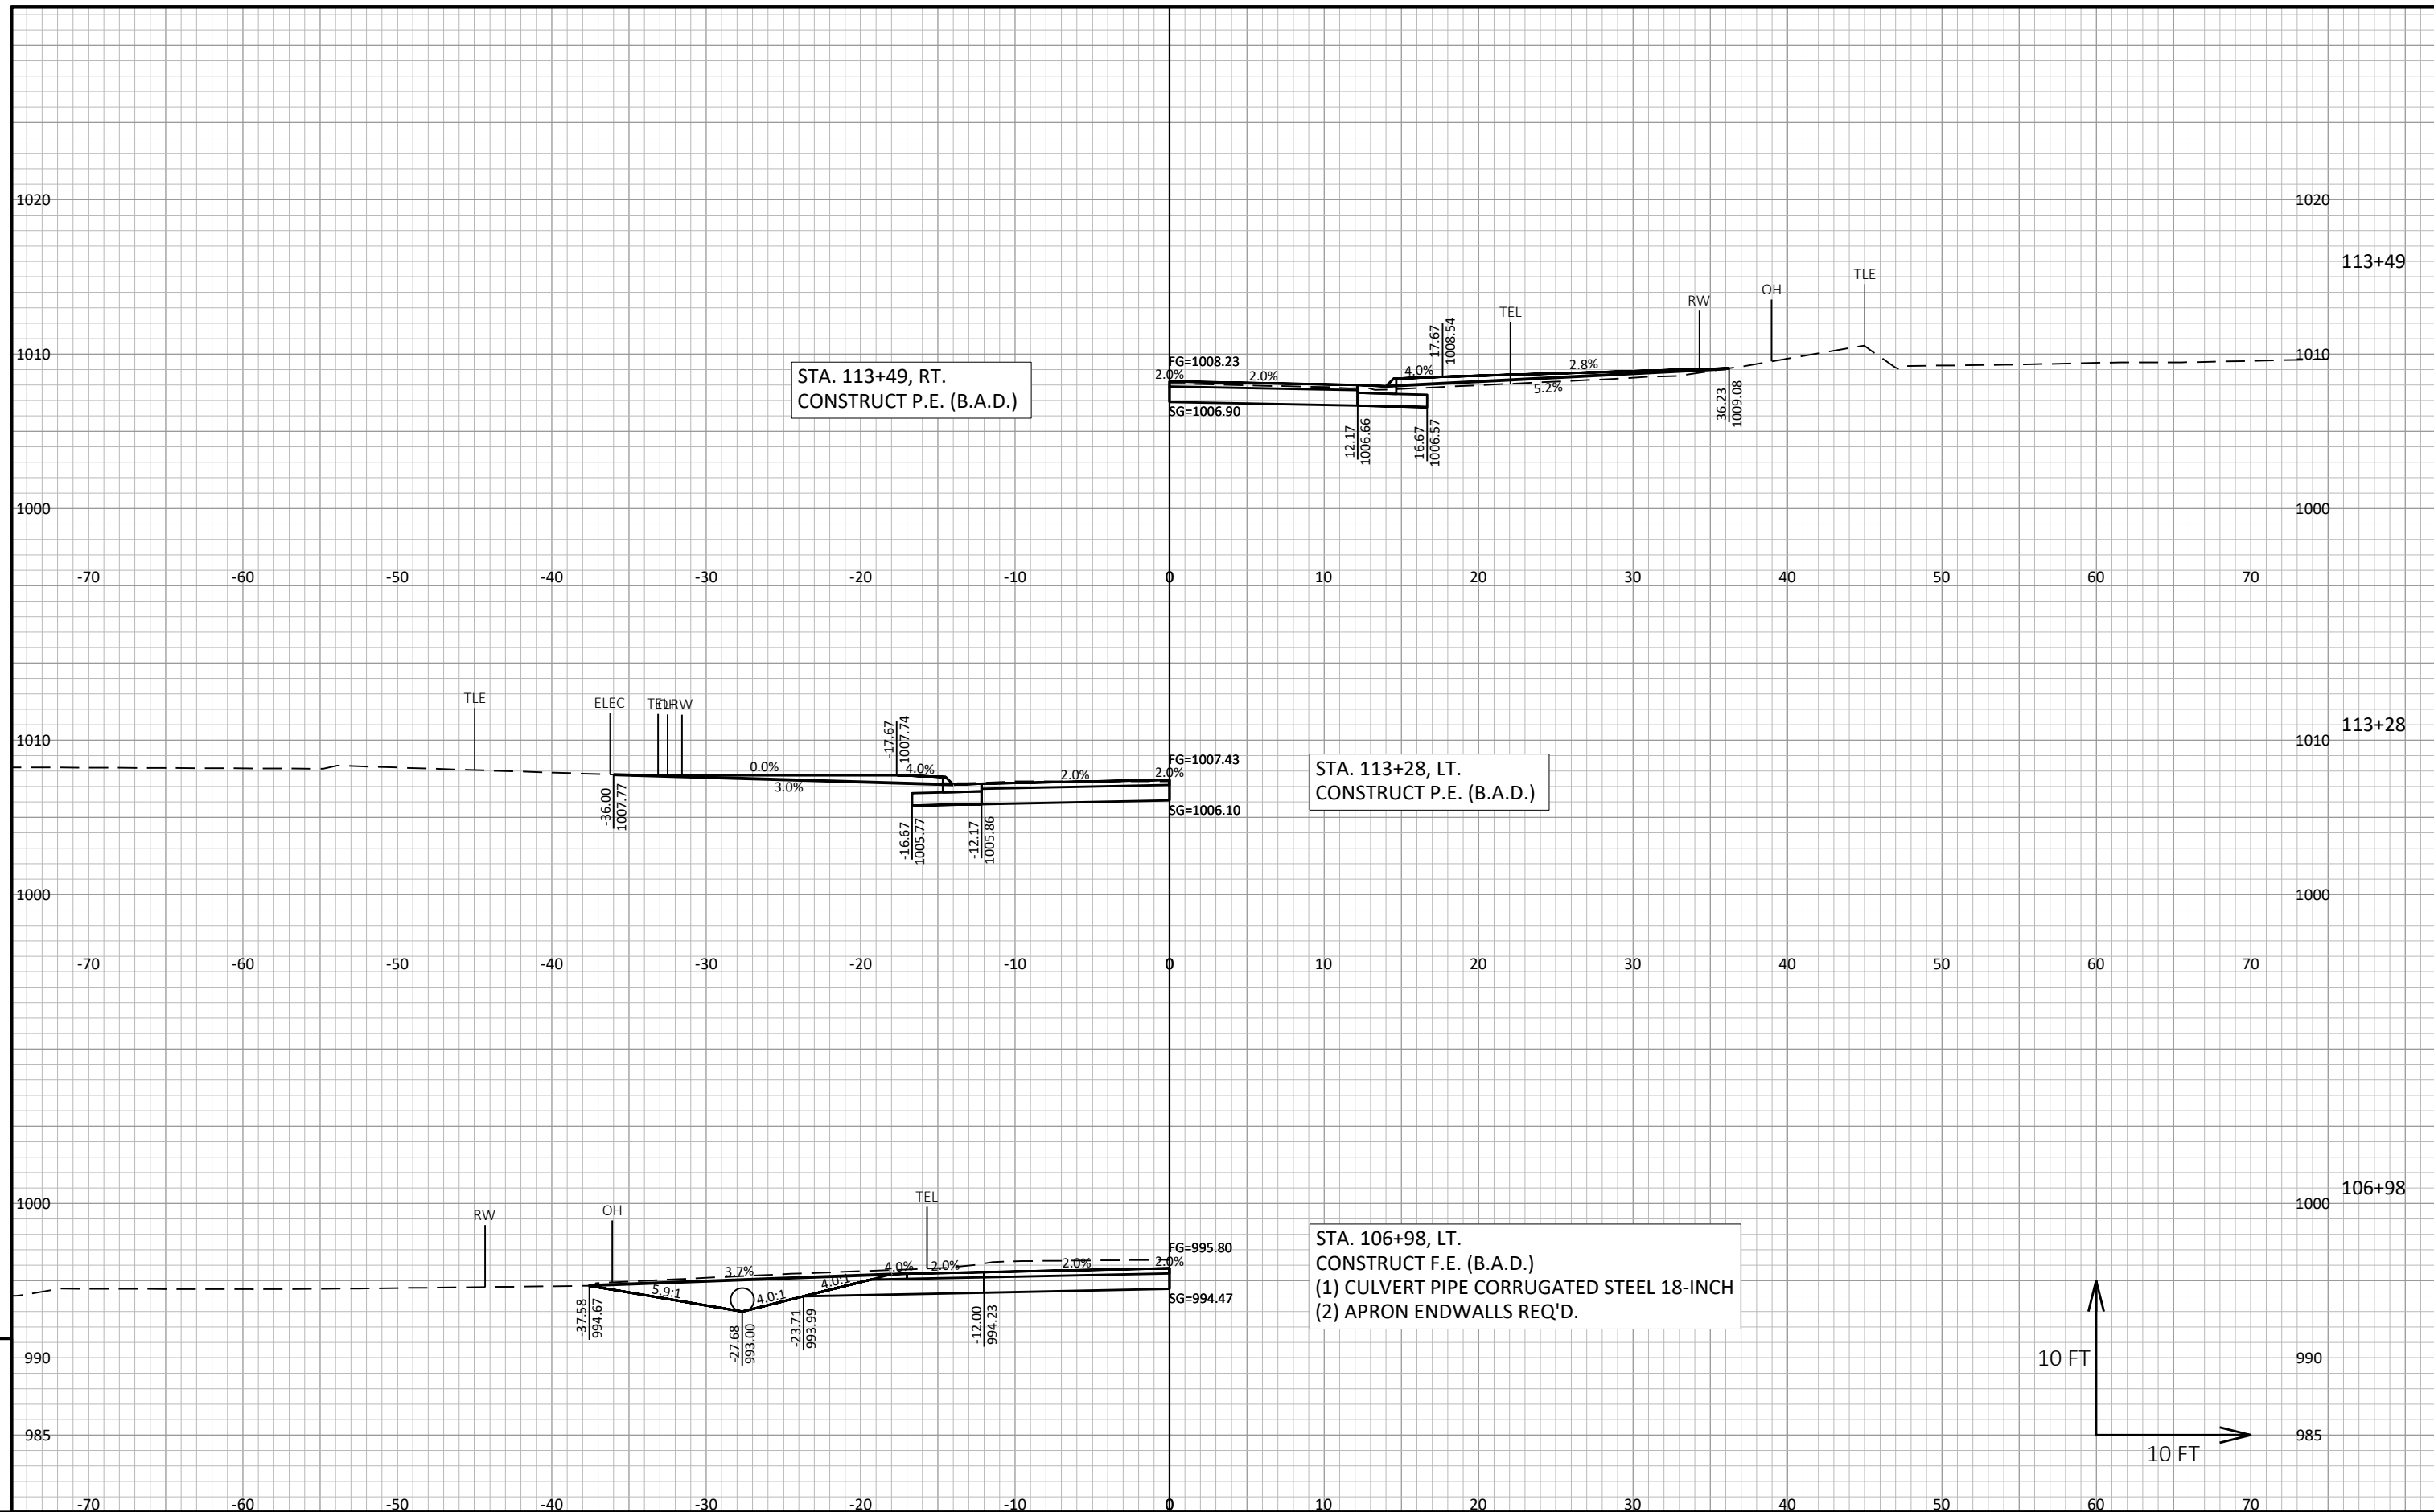 1020
1020
113+49
TLE
OH
RW
TEL
17.67
1008.54
1010
1010
STA. 113+49, RT.
CONSTRUCT P.E. (B.A.D.)
FG=1008.23
2.0%
2.0%
4.0%
2.8%
5.2%
SG=1006.90
12.17
1006.66
16.67
1006.57
36.23
1009.08
1000
1000
-70 -60 -50 -40 -30 -20 -10 0 10 20 30 40 50 60 70
113+28
TLE
ELEC
TEL
OH
RW
-17.67
1007.74
1010
1010
0.0%
4.0%
3.0%
2.0%
2.0%
FG=1007.43
SG=1006.10
STA. 113+28, LT.
CONSTRUCT P.E. (B.A.D.)
-36.00
1007.77
-16.67
1005.77
-12.17
1005.86
1000
1000
-70 -60 -50 -40 -30 -20 -10 0 10 20 30 40 50 60 70
106+98
1000
1000
RW
OH
TEL
FG=995.80
3.7%
4.0%
2.0%
2.0%
2.0%
5.9:1
4.0:1
4.0:1
SG=994.47
STA. 106+98, LT.
CONSTRUCT F.E. (B.A.D.)
(1) CULVERT PIPE CORRUGATED STEEL 18-INCH
(2) APRON ENDWALLS REQ'D.
-37.58
994.67
-27.68
993.00
-23.71
993.99
-12.00
994.23
990
990
10 FT
985
985
10 FT
-70 -60 -50 -40 -30 -20 -10 0 10 20 30 40 50 60 70